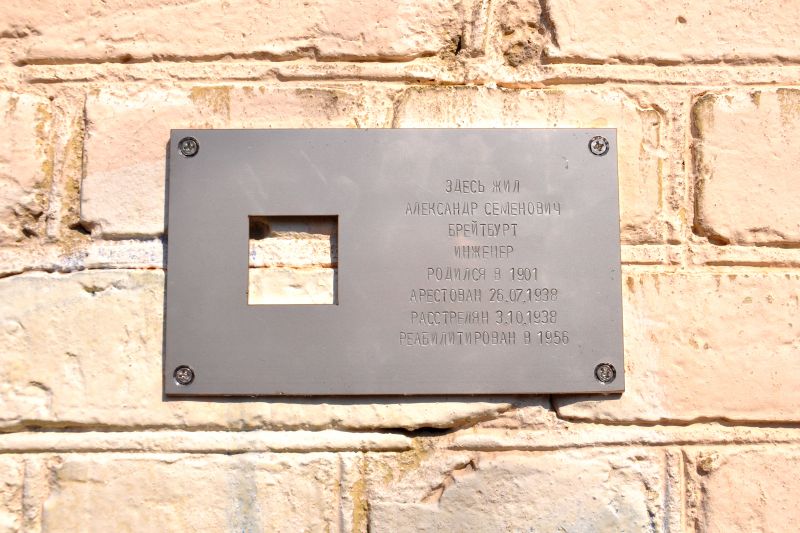 ЗДЕСЬ ЖИЛ
АЛЕКСАНДР СЕМЕНОВИЧ
БРЕЙТБУРТ
ИНЖЕНЕР
РОДИЛСЯ В 1901
АРЕСТОВАН 26.07.1938
РАССТРЕЛЯН 3.10.1938
РЕАБИЛИТИРОВАН В 1956